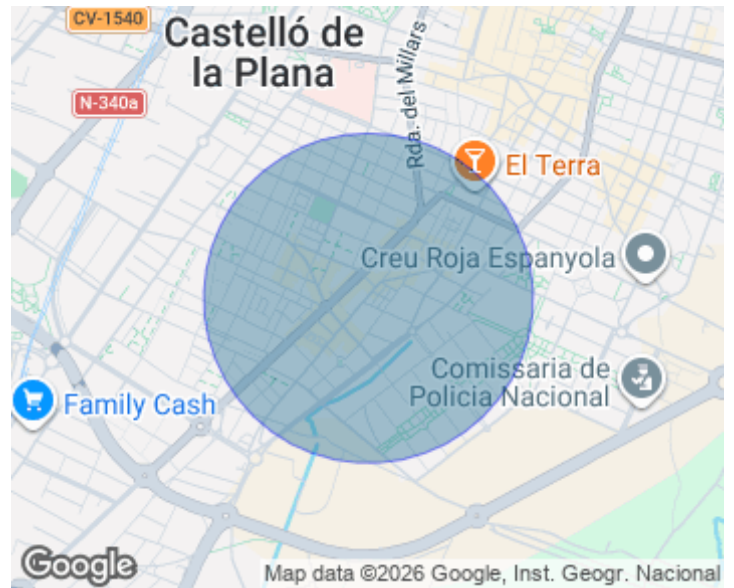 CV-1540
Castelló de
la Plana
N-340a
Rda. del Millars
El Terra
Creu Roja Espanyola
Comissaria de
Policia Nacional
Family Cash
Google
Map data ©2026 Google, Inst. Geogr. Nacional